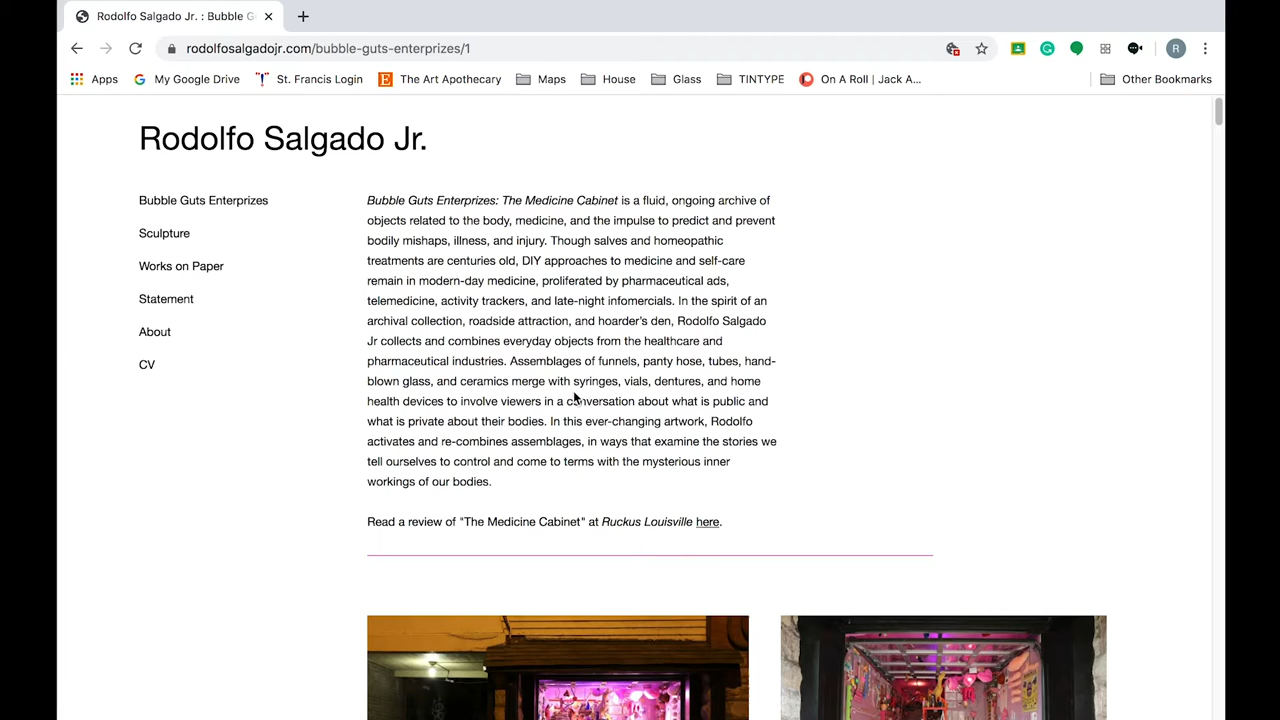 Rodolfo Salgado Jr. : Bubble G
rodolfosalgadojr.com/bubble-guts-enterprizes/1
R
Apps
My Google Drive
St. Francis Login
The Art Apothecary
Maps
House
Glass
TINTYPE
On A Roll | Jack A...
Other Bookmarks
Rodolfo Salgado Jr.
Bubble Guts Enterprizes
Sculpture
Works on Paper
Statement
About
CV
Bubble Guts Enterprizes: The Medicine Cabinet is a fluid, ongoing archive of
objects related to the body, medicine, and the impulse to predict and prevent
bodily mishaps, illness, and injury. Though salves and homeopathic
treatments are centuries old, DIY approaches to medicine and self-care
remain in modern-day medicine, proliferated by pharmaceutical ads,
telemedicine, activity trackers, and late-night infomercials. In the spirit of an
archival collection, roadside attraction, and hoarder's den, Rodolfo Salgado
Jr collects and combines everyday objects from the healthcare and
pharmaceutical industries. Assemblages of funnels, panty hose, tubes, hand-
blown glass, and ceramics merge with syringes, vials, dentures, and home
health devices to involve viewers in a conversation about what is public and
what is private about their bodies. In this ever-changing artwork, Rodolfo
activates and re-combines assemblages, in ways that examine the stories we
tell ourselves to control and come to terms with the mysterious inner
workings of our bodies.
Read a review of "The Medicine Cabinet" at Ruckus Louisville here.